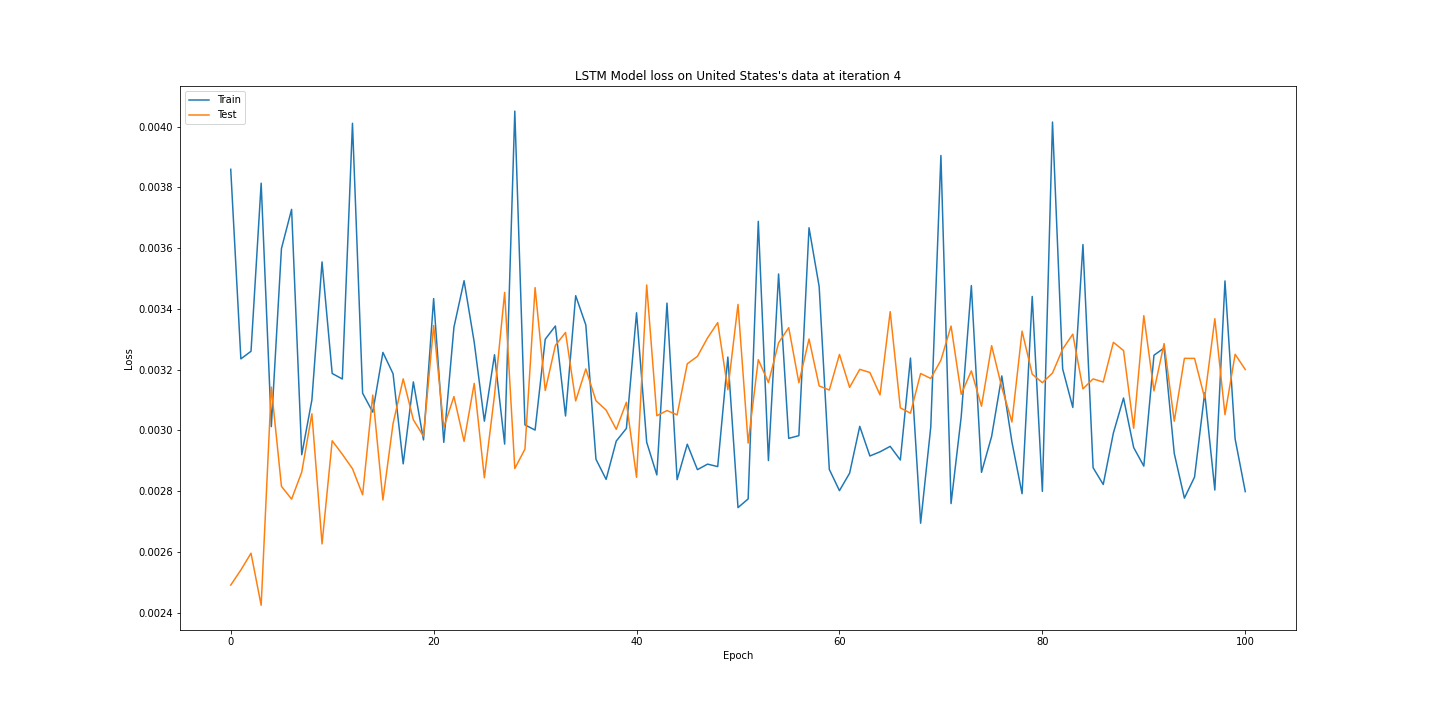 LSTM Model loss on United States's data at iteration 4
Train
Test
0.0040
0.0038
0.0036
0.0034
0.0032
0.0030
0.0028
0.0026
0.0024
Loss
0 20 40 60 80 100
Epoch